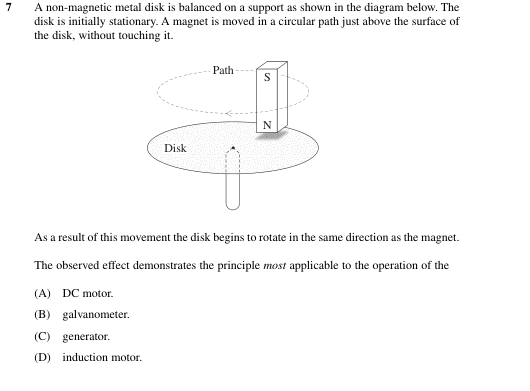 7 A non-magnetic metal disk is balanced on a support as shown in the diagram below. The
disk is initially stationary. A magnet is moved in a circular path just above the surface of
the disk, without touching it.
Path
S
N
Disk
As a result of this movement the disk begins to rotate in the same direction as the magnet.
The observed effect demonstrates the principle most applicable to the operation of the
(A) DC motor.
(B) galvanometer.
(C) generator.
(D) induction motor.